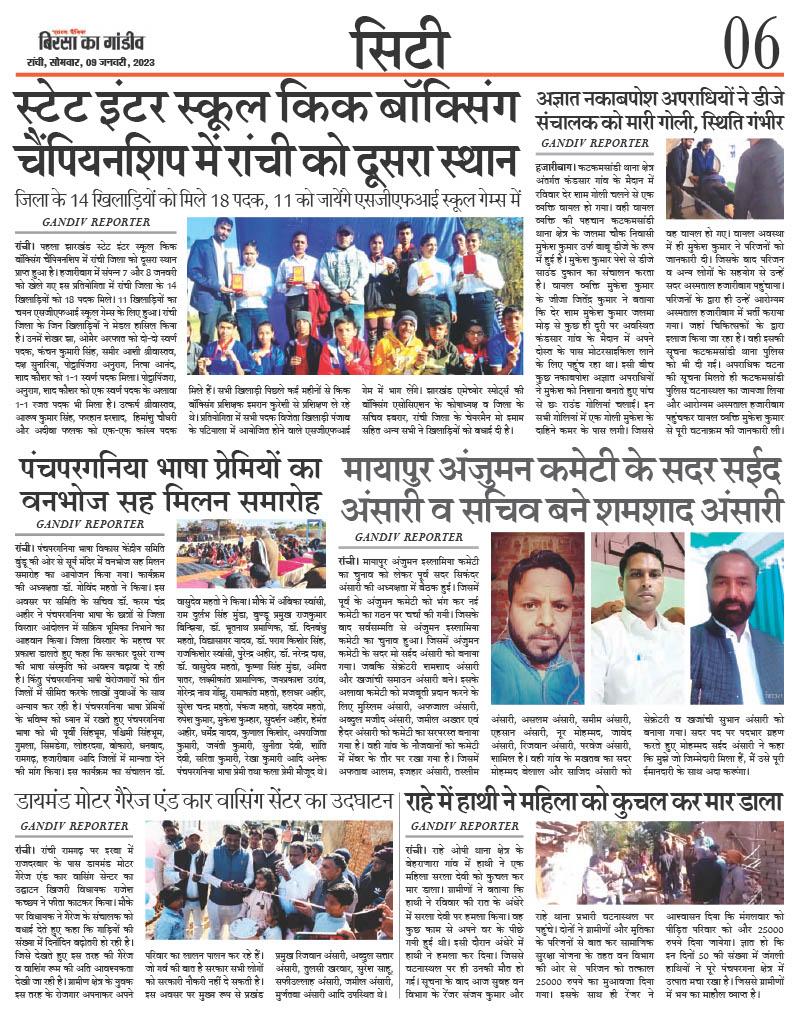 बिरसा का गांडीव
रांची, सोमवार, 09 जनवरी, 2023
सिटी
06
स्टेट इंटर स्कूल किक बॉक्सिंग
चैंपियनशिप में रांची को दूसरा स्थान
जिला के 14 खिलाड़ियों को मिले 18 पदक, 11 को जायेंगे एसजीएफआई स्कूल गेम्स में
GANDIV REPORTER
रांची। पहला झारखंड स्टेट इंटर स्कूल किक
बॉक्सिंग चैंपियनशिप में रांची जिला को दूसरा स्थान
प्राप्त हुआ है। हजारीबाग में संपन्न 7 और 8 जनवरी
को खेले गए इस प्रतियोगिता में रांची जिला के 14
खिलाड़ियों को 18 पदक मिले। 11 खिलाड़ियों का
चयन एसजीएफआई स्कूल गेम्स के लिए हुआ। रांची
जिला के जिन खिलाड़ियों ने मेडल हासिल किया
है। उनमें शेखर झा, ओमैर अरफात को दो-दो स्वर्ण
पदक, कंचन कुमारी सिंह, समीर आशी श्रीवास्तव,
दक्ष सुनारिया, पोट्टापिंजरा अनुराग, नित्या आनंद,
शाद कौशर को 1-1 स्वर्ण पदक मिला। पोट्टापिंजरा,
अनुराग, शाद कौशर को एक स्वर्ण पदक के अलावा
1-1 रजत पदक भी मिला है। उत्कर्ष श्रीवास्तव,
आरूष कुमार सिंह, फरहान इरशाद, हिमांशु चौधरी
और अदीबा फलक को एक-एक कांस्य पदक
मिले हैं। सभी खिलाड़ी पिछले कई महीनों से किक
बॉक्सिंग प्रशिक्षक इमरान कुरेशी से प्रशिक्षण ले रहे
थे। प्रतियोगिता में सभी पदक विजेता खिलाड़ी पंजाब
के पटियाला में आयोजित होने वाले एसजीएफआई
गेम में भाग लेंगे। झारखंड एमेच्योर स्पोर्ट्स की
बॉक्सिंग एसोसिएशन के कोषाध्यक्ष व जिला के
सचिव इबरार, रांची जिला के चेयरमैन मो इमाम
सहित अन्य सभी ने खिलाड़ियों को बधाई दी है।
अज्ञात नकाबपोश अपराधियों ने डीजे
संचालक को मारी गोली, स्थिति गंभीर
GANDIV REPORTER
हजारीबाग। कटकमसांडी थाना क्षेत्र
अंतर्गत कंडसार गांव के मैदान में
रविवार देर शाम गोली चलने से एक
व्यक्ति घायल हो गया। वही घायल
व्यक्ति की पहचान कटकमसांडी
थाना क्षेत्र के जलमा चौक निवासी
मुकेश कुमार उर्फ बाबू डीजे के रूप
में हुई है। मुकेश कुमार पेशे से डीजे
साउंड दुकान का संचालन करता
है। घायल व्यक्ति मुकेश कुमार
के जीजा जितेंद्र कुमार ने बताया
कि देर शाम मुकेश कुमार जलमा
मोड़ से कुछ ही दूरी पर अवस्थित
कंडसार गांव के मैदान में अपने
दोस्त के पास मोटरसाइकिल लाने
के लिए पहुंच रहा था। इसी बीच
कुछ नकाबपोश अज्ञात अपराधियों
ने मुकेश को निशाना बनाते हुए पांच
से छः राउंड गोलियां चलाई। इन
सभी गोलियां में एक गोली मुकेश के
दाहिने कमर के पास लगी। जिससे
वह घायल हो गए। घायल अवस्था
में ही मुकेश कुमार ने परिजनों को
जानकारी दी। जिसके बाद परिजन
व अन्य लोगों के सहयोग से उन्हें
सदर अस्पताल हजारीबाग पहुंचाया।
परिजनों के द्वारा ही उन्हें आरोग्यम
अस्पताल हजारीबाग में भर्ती कराया
गया। जहां चिकित्सकों के द्वारा
इलाज किया जा रहा है। वही इसकी
सूचना कटकमसांडी थाना पुलिस
को भी दी गई। अपराधिक घटना
की सूचना मिलते ही कटकमसांडी
पुलिस घटनास्थल का जायजा लिया
और आरोग्यम अस्पताल हजारीबाग
पहुंचकर घायल व्यक्ति मुकेश कुमार
से पूरी घटनाक्रम की जानकारी ली।
पंचपरगनिया भाषा प्रेमियों का
वनभोज सह मिलन समारोह
GANDIV REPORTER
रांची। पंचपरगनिया भाषा विकास केंद्रीय समिति
बुंडू की ओर से सूर्य मंदिर में वनभोज सह मिलन
समारोह का आयोजन किया गया। कार्यक्रम
की अध्यक्षता डॉ. गोविंद महतो ने किया। इस
अवसर पर समिति के सचिव डॉ. करम चंद्र
अहीर ने पंचपरगनिया भाषा के छात्रों से जिला
विस्तार आंदोलन में सक्रिय भूमिका निभाने का
आह्वान किया। जिला विस्तार के महत्त्व पर
प्रकाश डालते हुए कहा कि सरकार दूसरे राज्य
की भाषा संस्कृति को अवश्य बढ़ावा दे रही
है। किंतु पंचपरगनिया भाषी बेरोजगारों को तीन
जिलों में सीमित करके लाखों युवाओं के साथ
अन्याय कर रही है। पंचपरगनिया भाषा प्रेमियों
के भविष्य को ध्यान में रखते हुए पंचपरगनिया
भाषा को भी पूर्वी सिंहभूम, पश्चिमी सिंहभूम,
गुमला, सिमडेगा, लोहरदगा, बोकारो, धनबाद,
रामगढ़, हजारीबाग आदि जिलों में मान्यता देने
की मांग किया। इस कार्यक्रम का संचालन डॉ.
वासुदेव महतो ने किया। मौके में अंबिका स्वांसी,
राम दुर्लभ सिंह मुंडा, बुण्डू प्रमुख राजकुमार
बिन्झिया, डॉ. भूतनाथ प्रमाणिक, डॉ. दिनबंधु
महतो, विद्यासागर यादव, डॉ. पराग किशोर सिंह,
राजकिशोर स्वांसी, पुरेन्द्र अहीर, डॉ. नरेन्द्र दास,
डॉ. वासुदेव महतो, कृष्णा सिंह मुंडा, अमित
पातर, लक्ष्मीकांत प्रामाणिक, जयप्रकाश उरांव,
गोरेन्द्र नाथ गोंझू, रामाकांत महतो, हलधर अहीर,
सुरेश चन्द्र महतो, पंकज महतो, सहदेव महतो,
रुपेश कुमार, मुकेश कुम्हार, सुदर्शन अहीर, हेमंत
अहीर, धर्मेंद्र यादव, कुणाल किशोर, अपराजिता
कुमारी, जयंती कुमारी, सुनीता देवी, शांति
देवी, सरिता कुमारी, रेखा कुमारी आदि अनेक
पंचपरगनिया भाषा प्रेमी तथा कला प्रेमी मौजूद थे।
मायापुर अंजुमन कमेटी के सदर सईद
अंसारी व सचिव बने शमशाद अंसारी
GANDIV REPORTER
रांची। मायापुर अंजुमन इस्लामिया कमेटी
का चुनाव को लेकर पूर्व सदर सिकंदर
अंसारी की अध्यक्षता में बैठक हुई। जिसमें
पूर्व के अंजुमन कमेटी को भंग कर नई
कमेटी का गठन पर चर्चा की गयी। जिसके
बाद सर्वसम्मति से अंजुमन इस्लामिया
कमेटी का चुनाव हुआ। जिसमें अंजुमन
कमेटी के सदर मो सईद अंसारी को बनाया
गया। जबकि सेक्रेटरी शमशाद अंसारी
और खजांची समाउन अंसारी बने। इसके
अलावा कमेटी को मजबूती प्रदान करने के
लिए मुस्लिम अंसारी, अफजाल अंसारी,
अब्दुल मजीद अंसारी, जमील अख्तर एवं
हैदर अंसारी को कमेटी का सरपरस्त बनाया
गया है। वही गांव के नौजवानों को कमेटी
में मेंबर के तौर पर रखा गया है। जिसमें
अफताब आलम, इजहार अंसारी, तस्लीम
अंसारी, असलम अंसारी, समीम अंसारी,
एहसान अंसारी, नूर मोहम्मद, जावेद
अंसारी, रिजवान अंसारी, परवेज अंसारी,
शामिल है। वही गांव के मखतब का सदर
मोहम्मद बेलाल और साजिद अंसारी को
सेक्रेटरी व खजांची सुभान अंसारी को
बनाया गया। सदर पद पर पदभार ग्रहण
करते हुए मोहम्मद सईद अंसारी ने कहा
कि मुझे जो जिम्मेदारी मिला हैं, मैं उसे पूरी
ईमानदारी के साथ अदा करूंगा।
डायमंड मोटर गैरेज एंड कार वासिंग सेंटर का उदघाटन
GANDIV REPORTER
रांची। रांची रामगढ़ पर इरबा में
राजदरबार के पास डायमंड मोटर
गैरेज एंड कार वासिंग सेन्टर का
उद्घाटन खिजरी विधायक राजेश
कच्छप ने फीता काटकर किया। मौके
पर विधायक ने गैरेज के संचालक को
बधाई देते हुए कहा कि गाड़ियों की
संख्या में दिनोंदिन बढ़ोतरी हो रही है।
जिसे देखते हुए इस तरह की गैरेज
व वाशिंग रूम की अति आवश्यकता
देखी जा रही है। ग्रामीण क्षेत्र के युवक
इस तरह के रोजगार अपनाकर अपने
परिवार का लालन पालन कर रहे हैं।
जो गर्व की बात है सरकार सभी लोगों
को सरकारी नौकरी नहीं दे सकती है।
इस अवसर पर मुख्य रूप से प्रखंड
प्रमुख रिजवान अंसारी, अब्दुल सत्तार
अंसारी, तुलसी खरवार, सुरेश साहू,
सफीउल्लाह अंसारी, जमील अंसारी,
मुर्जतबा अंसारी आदि उपस्थित थे।
राहे में हाथी ने महिला को कुचल कर मार डाला
GANDIV REPORTER
रांची। राहे ओपी थाना क्षेत्र के
बेहराणारा गांव में हाथी ने एक
महिला सरला देवी को कुचल कर
मार डाला। ग्रामीणों ने बताया कि
हाथी ने रविवार की रात के अंधेरे
में सरला देवी पर हमला किया। वह
कुछ काम से अपने घर के पीछे
गयी हुई थी। इसी दौरान अंधेरे में
हाथी ने हमला कर दिया। जिससे
घटनास्थल पर ही उनकी मौत हो
गई। सूचना के बाद आज सुबह वन
विभाग के रेंजर संजय कुमार और
राहे थाना प्रभारी घटनास्थल पर
पहुंचे। दोनों ने ग्रामीणों और मृतिका
के परिजनों से बात कर सामाजिक
सुरक्षा योजना के तहत वन विभाग
की ओर से परिजन को तत्काल
25000 रुपये का मुआवजा दिया
गया। इसके साथ ही रेंजर ने
आश्वासन दिया कि मंगलवार को
पीड़ित परिवार को और 25000
रुपये दिया जायेगा। ज्ञात हो कि
इन दिनों 50 की संख्या में जंगली
हाथियों ने पूरे पंचपरगना क्षेत्र में
उत्पात मचा रखा है। जिससे ग्रामीणों
में भय का माहौल व्याप्त है।